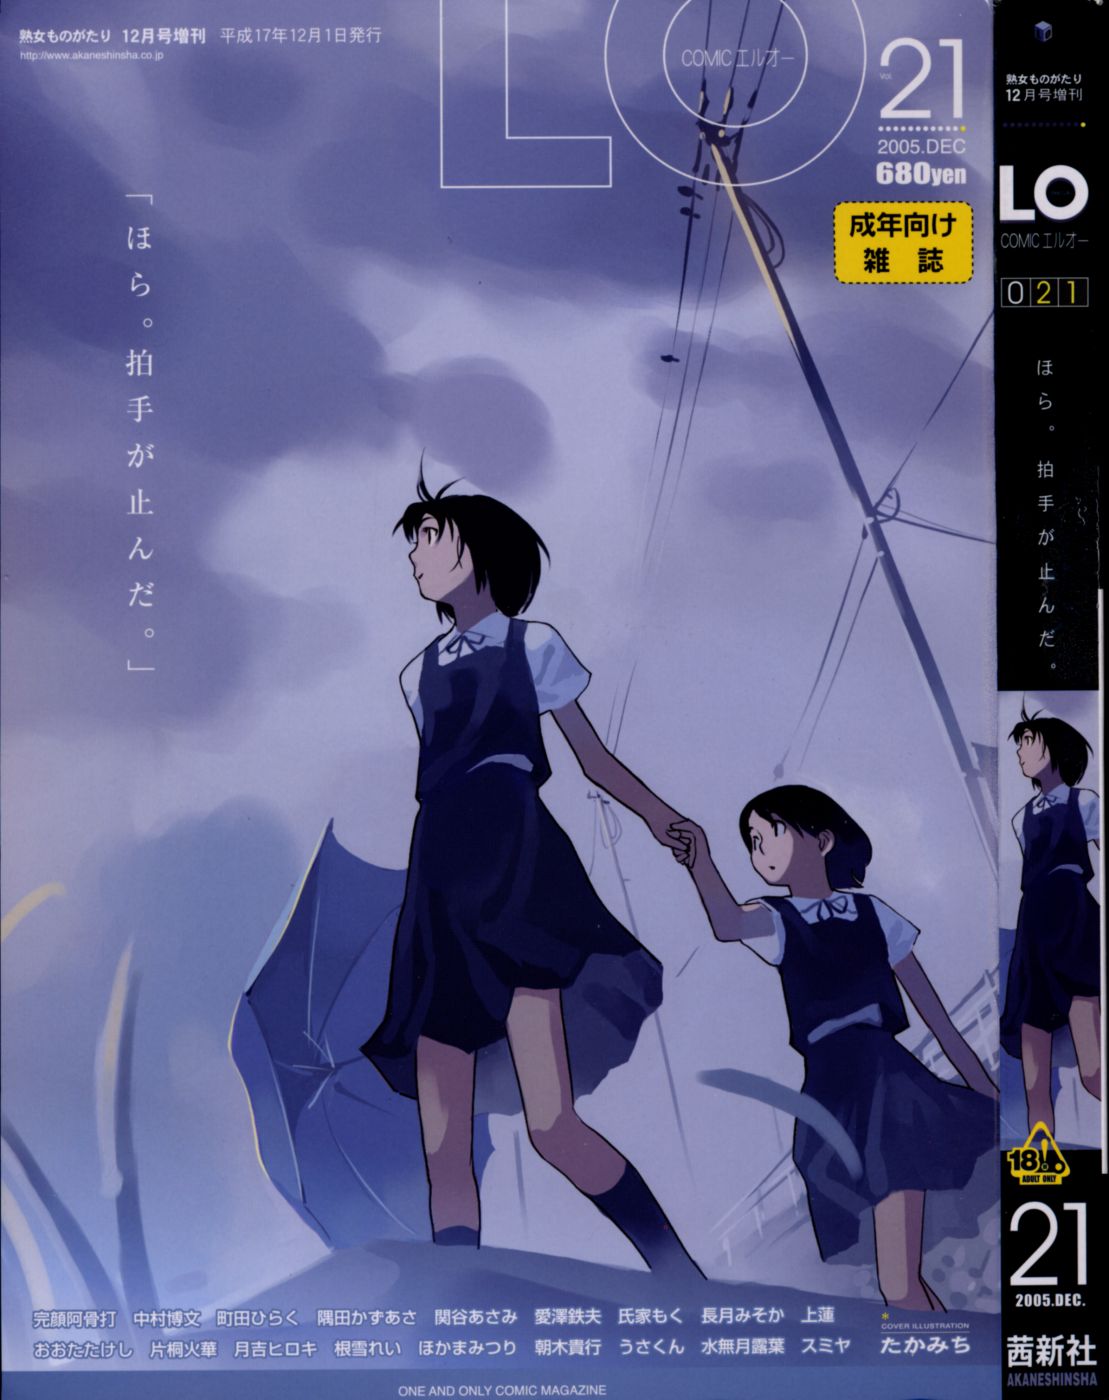 熟女ものがたり 12月号増刊 平成17年12月1日発行
http://www.akaneshinsha.co.jp
LO
COMIC エルオー
Vol. 21
2005.DEC
680yen
成年向け
雑誌
「ほら。拍手が止んだ。」
完顔阿骨打 中村博文 町田ひらく 隅田かずあさ 関谷あさみ 愛澤鉄夫 氏家もく 長月みそか 上蓮
おおたたけし 片桐火華 月吉ヒロキ 根雪れい ほかまみつり 朝木貴行 うさくん 水無月露葉 スミヤ
*COVER ILLUSTRATION
たかみち
ONE AND ONLY COMIC MAGAZINE
熟女ものがたり
12月号増刊
LO
COMIC エルオー
021
ほら。拍手が止んだ。
18
ADULT ONLY
21
2005.DEC.
茜新社
AKANESHINSHA